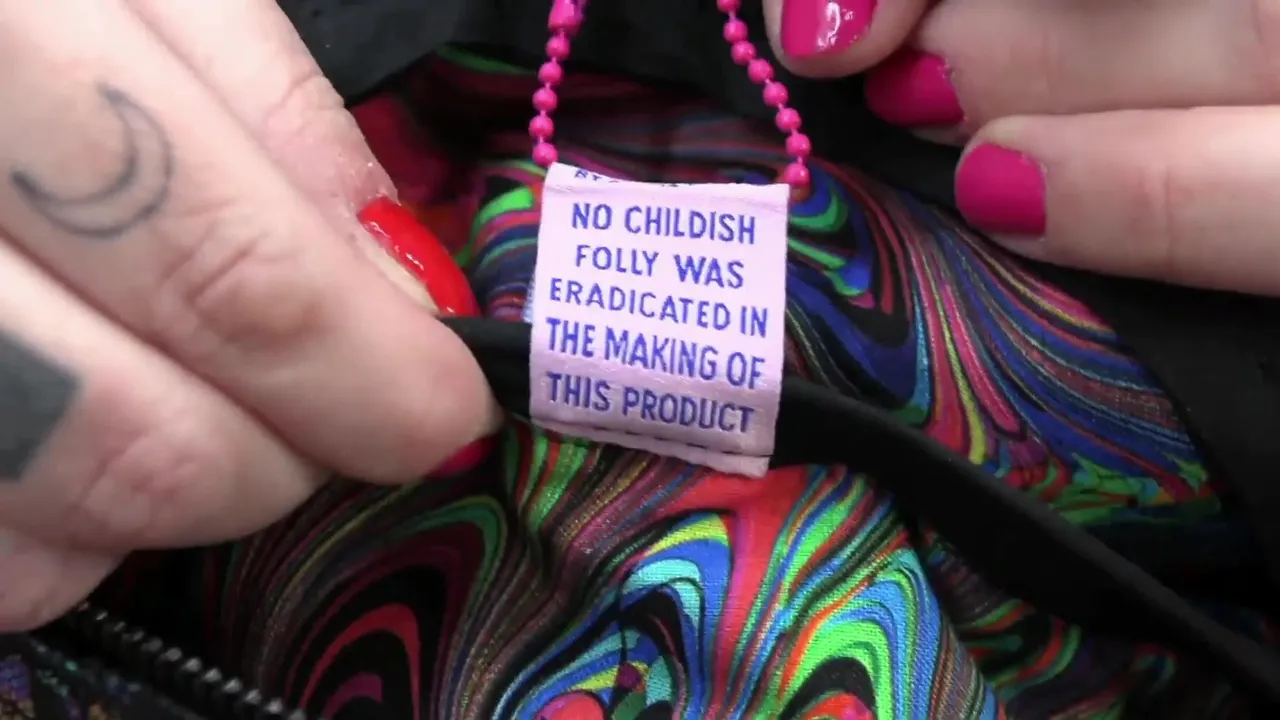 NO CHILDISH
FOLLY WAS
ERADICATED IN
THE MAKING OF
THIS PRODUCT